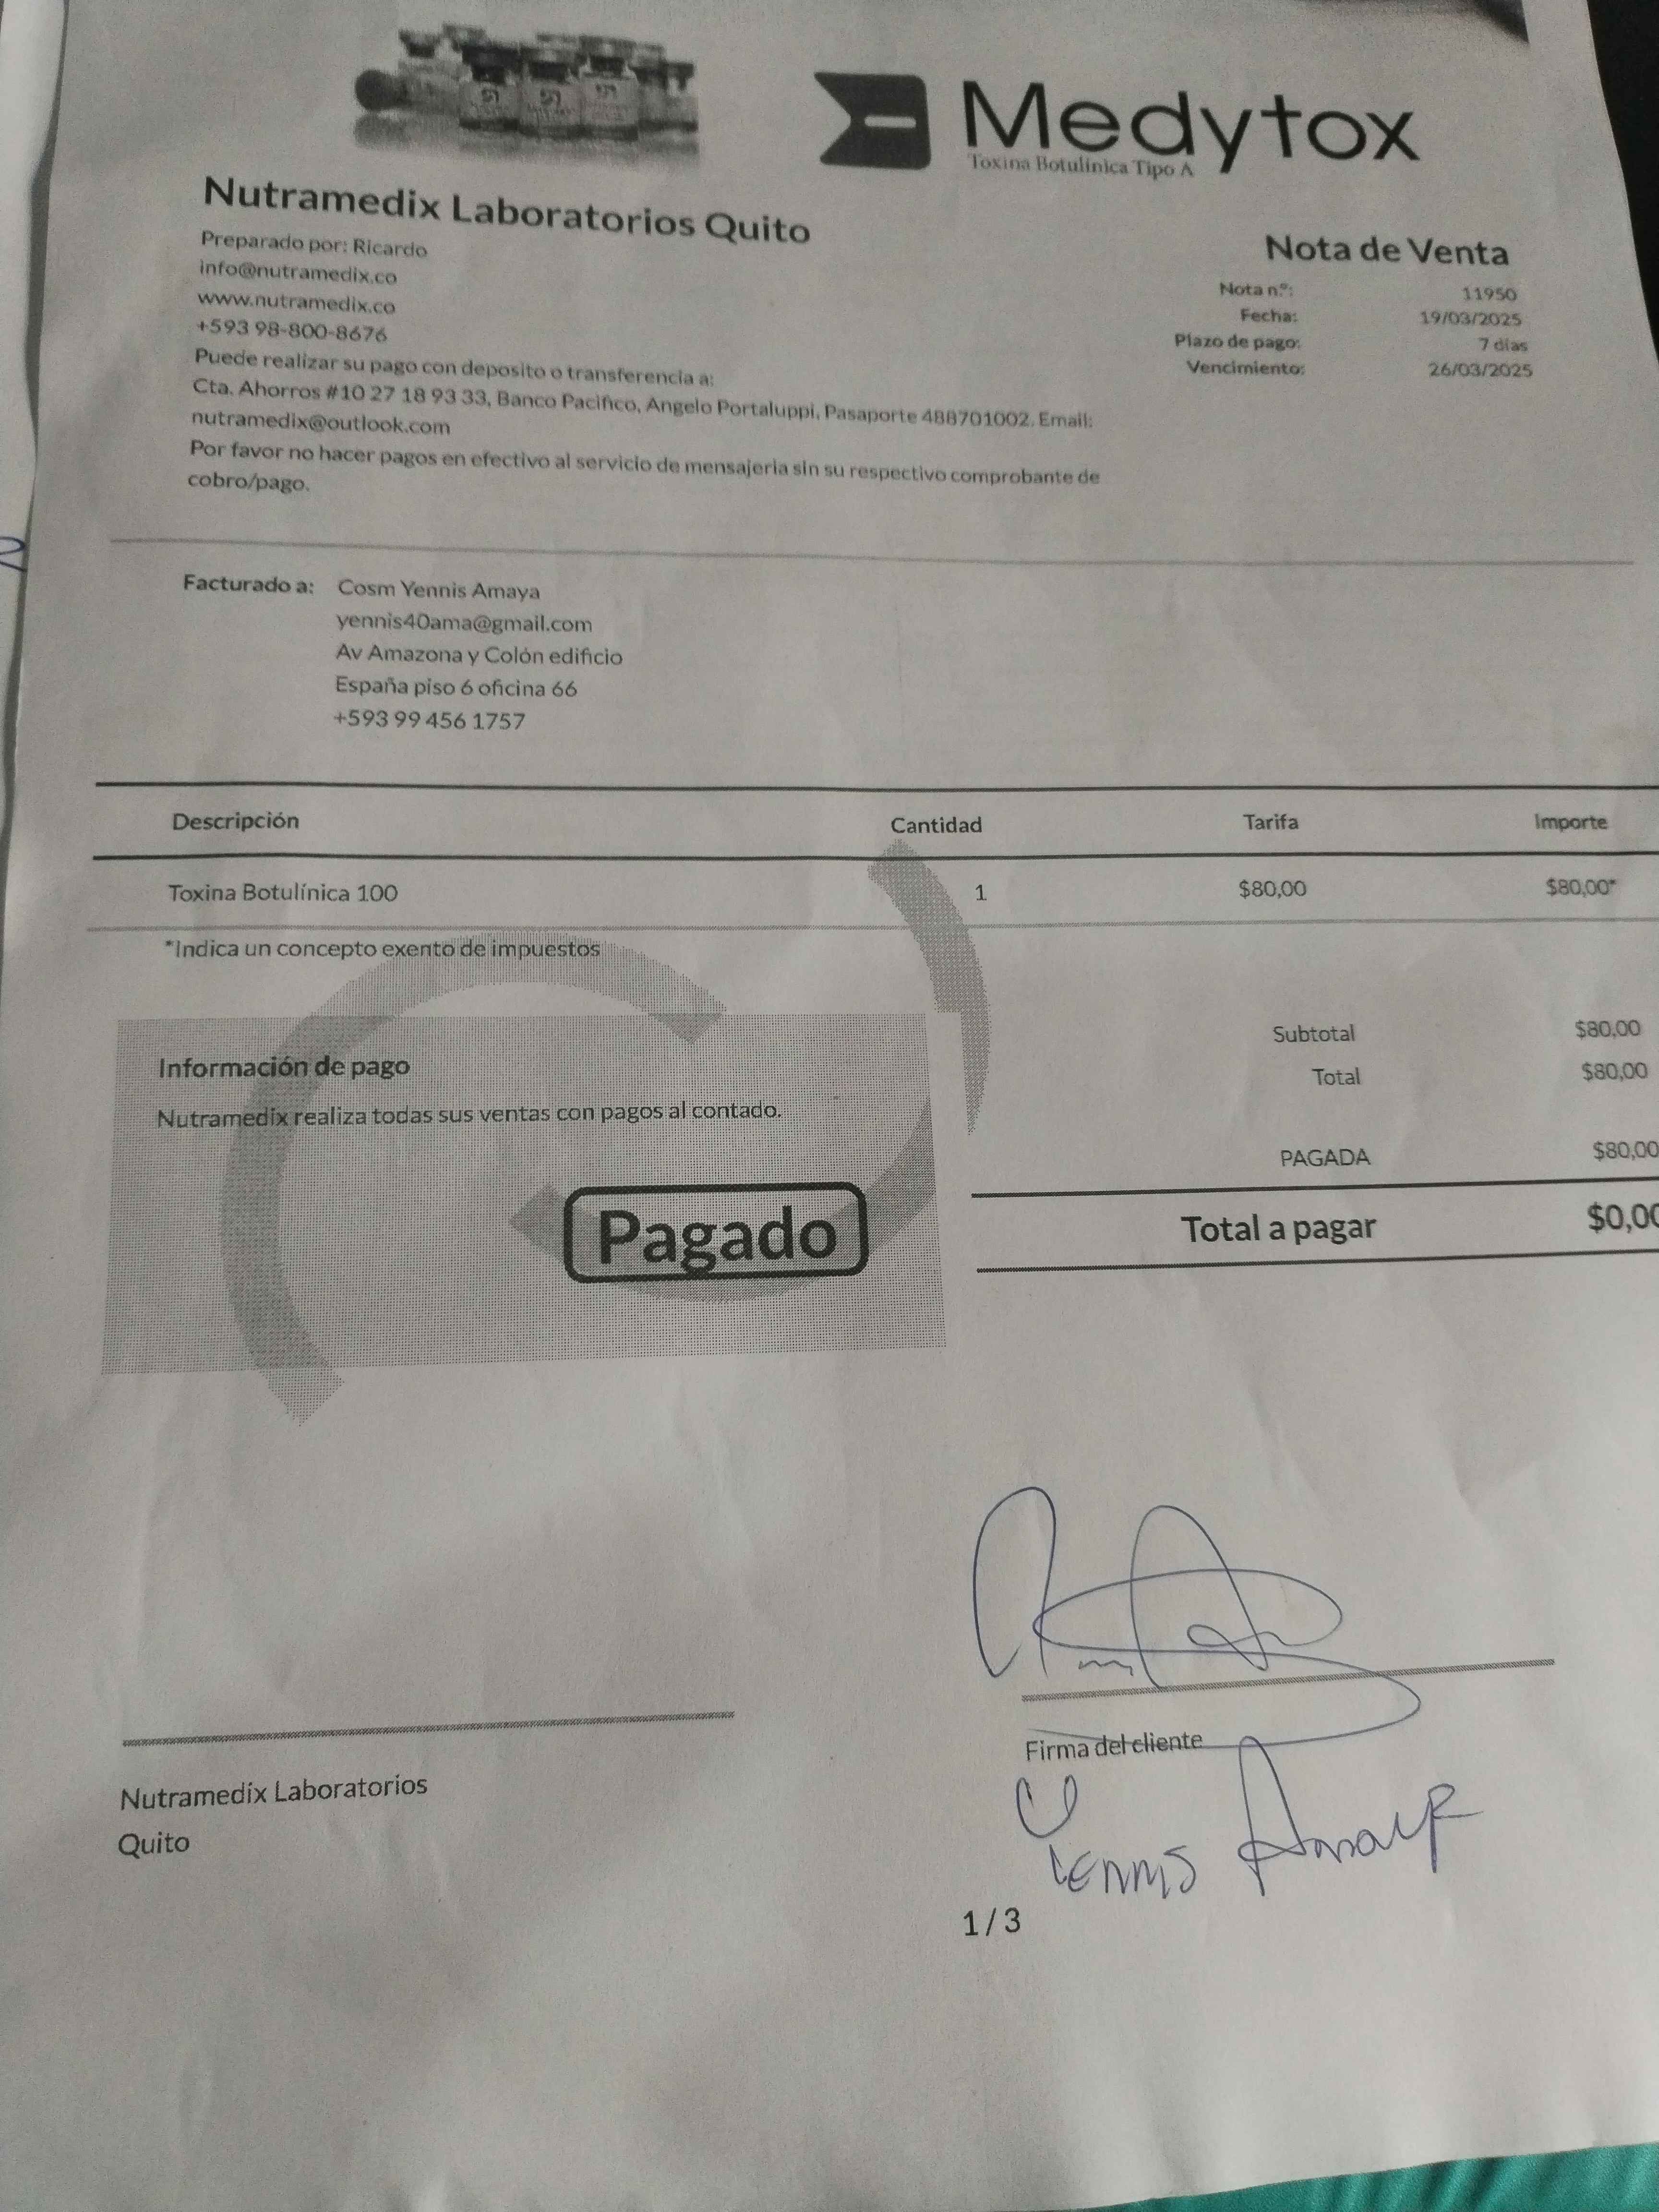 Medytox
Toxina Botulínica Tipo A
Nutramedix Laboratorios Quito
Preparado por: Ricardo
info@nutramedix.co
www.nutramedix.co
+593 98-800-8676
Puede realizar su pago con deposito o transferencia a:
Cta. Ahorros #10 27 18 93 33, Banco Pacifico, Angelo Portaluppi, Pasaporte 488701002. Email:
nutramedix@outlook.com
Por favor no hacer pagos en efectivo al servicio de mensajeria sin su respectivo comprobante de
cobro/pago.
Nota de Venta
Nota n.º: 11950
Fecha: 19/03/2025
Plazo de pago: 7 días
Vencimiento: 26/03/2025
Facturado a: Cosm Yennis Amaya
yennis40ama@gmail.com
Av Amazona y Colón edificio
España piso 6 oficina 66
+593 99 456 1757
Descripción Cantidad Tarifa Importe
Toxina Botulínica 100 1 $80,00 $80,00*
*Indica un concepto exento de impuestos
Información de pago
Nutramedix realiza todas sus ventas con pagos al contado.
Pagado
Subtotal $80,00
Total $80,00
PAGADA $80,00
Total a pagar $0,00
Firma del cliente
Yennis Amaya
Nutramedix Laboratorios
Quito
1 / 3